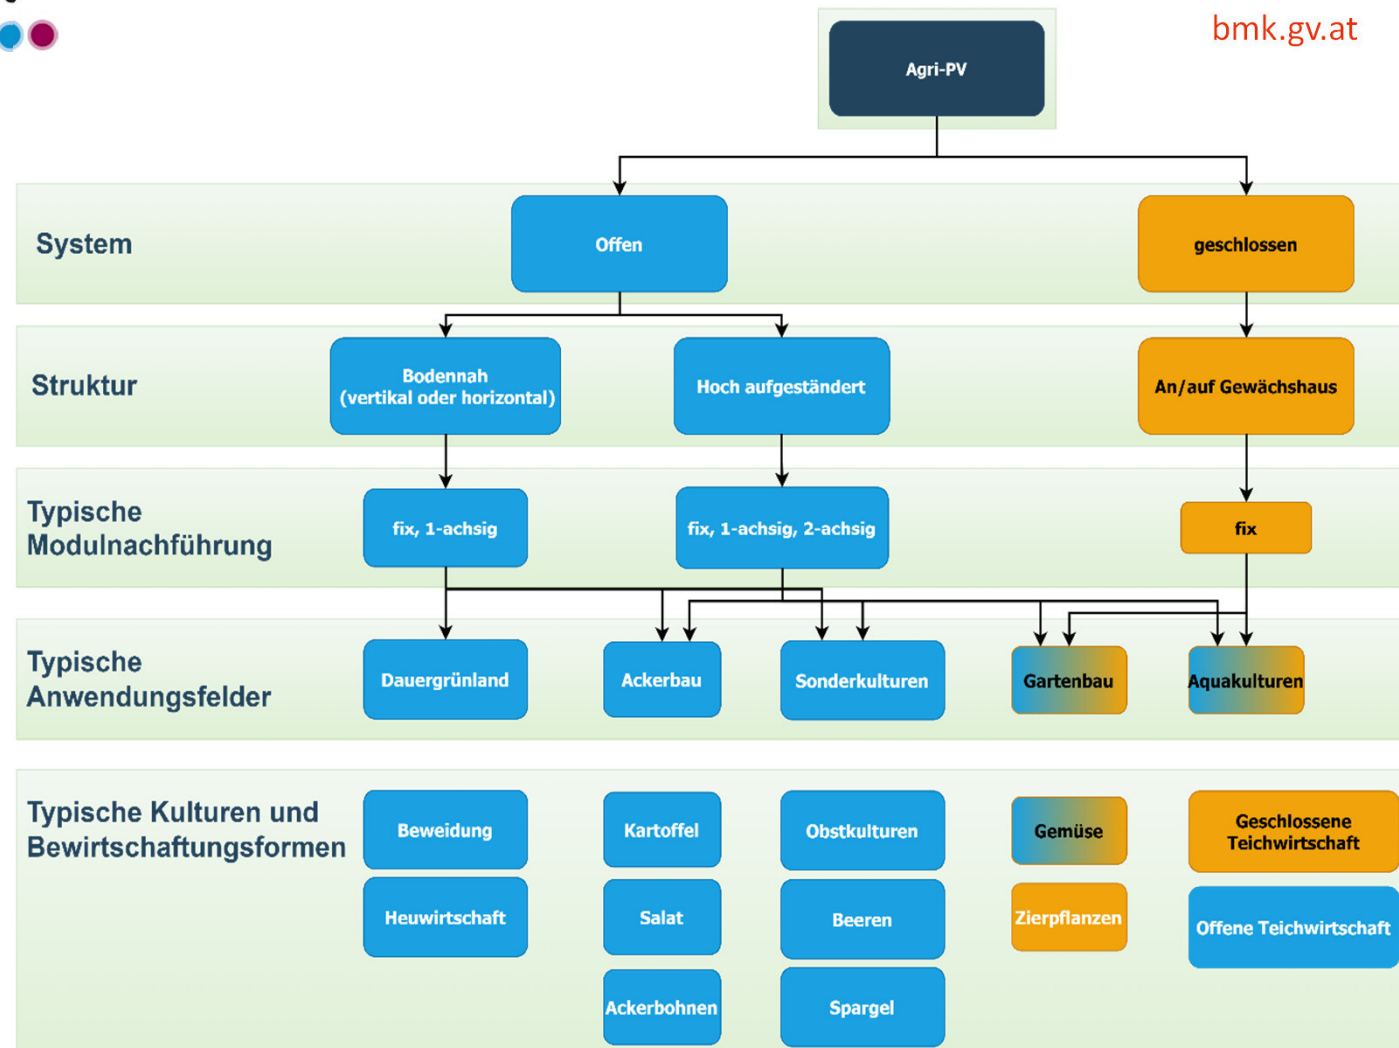 bmk.gv.at
Agri-PV
System
Offen
geschlossen
Struktur
Bodennah
(vertikal oder horizontal)
Hoch aufgeständert
An/auf Gewächshaus
Typische
Modulnachführung
fix, 1-achsig
fix, 1-achsig, 2-achsig
fix
Typische
Anwendungsfelder
Dauergrünland
Ackerbau
Sonderkulturen
Gartenbau
Aquakulturen
Typische Kulturen und
Bewirtschaftungsformen
Beweidung
Kartoffel
Obstkulturen
Gemüse
Geschlossene
Teichwirtschaft
Heuwirtschaft
Salat
Beeren
Zierpflanzen
Offene Teichwirtschaft
Ackerbohnen
Spargel